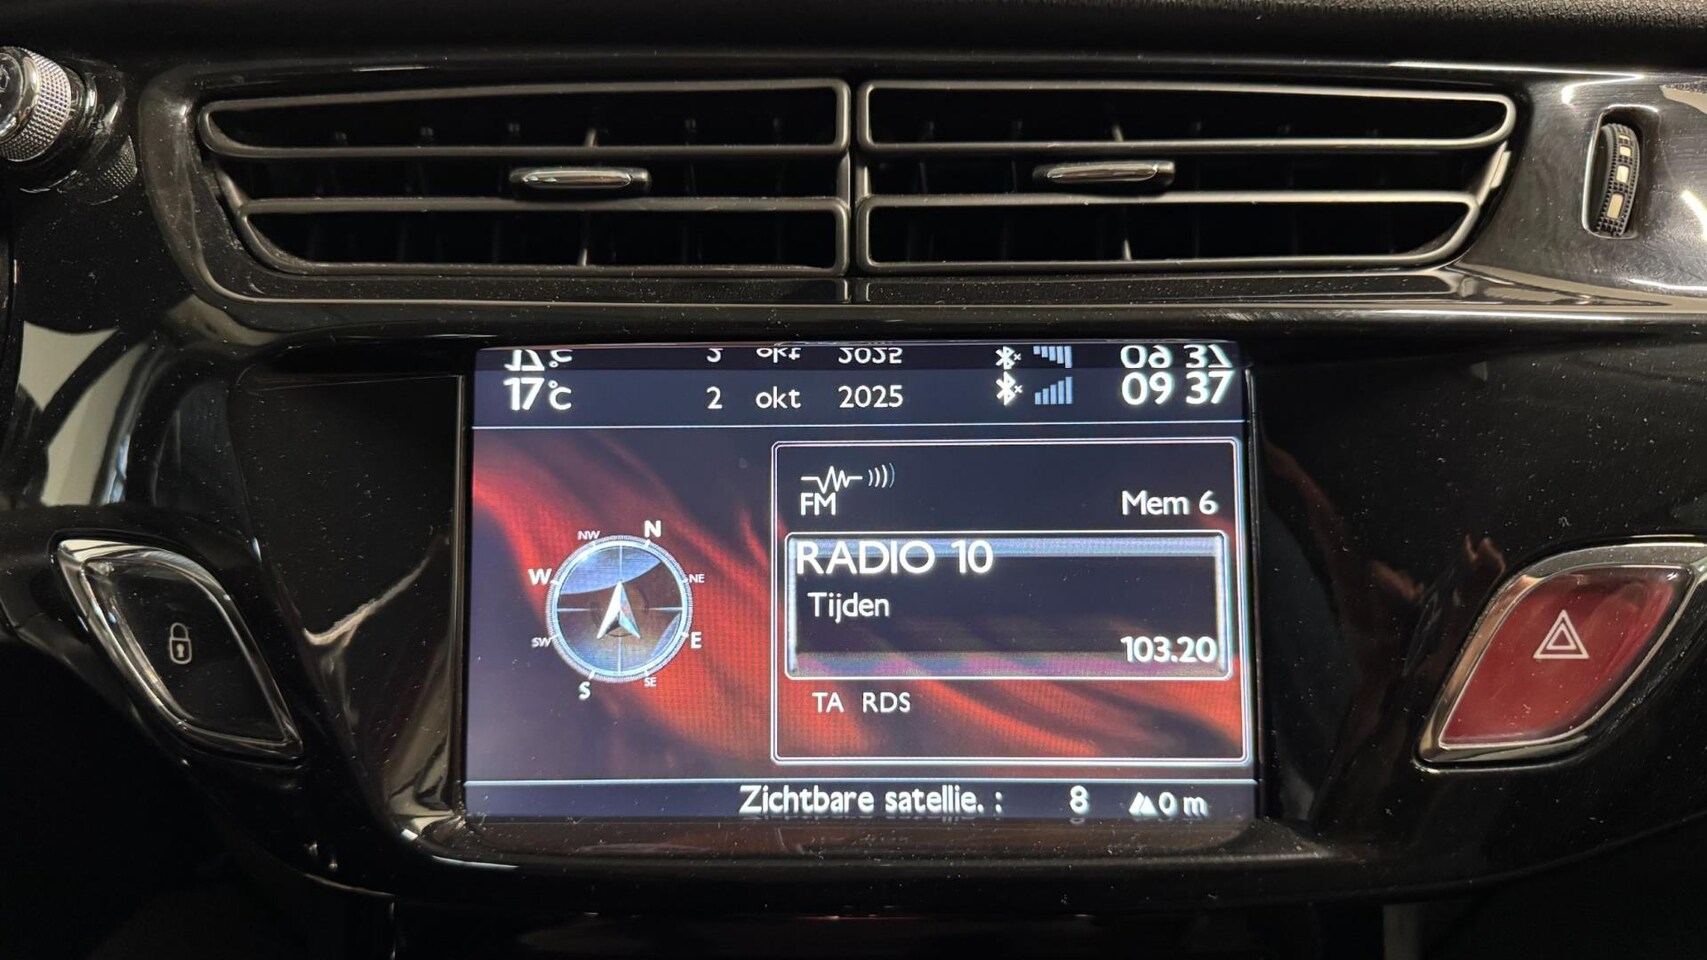 17°C 2 okt 2025 09 37
FM
Mem 6
RADIO 10
Tijden
103.20
TA RDS
NW N NE
W E
SW S SE
Zichtbare satellie. : 8 0 m